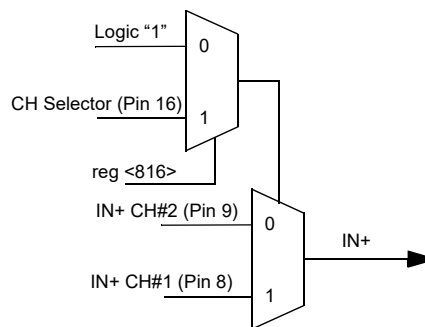 Logic “1”
0
CH Selector (Pin 16)
1
reg <816>
IN+ CH#2 (Pin 9)
0
IN+
IN+ CH#1 (Pin 8)
1